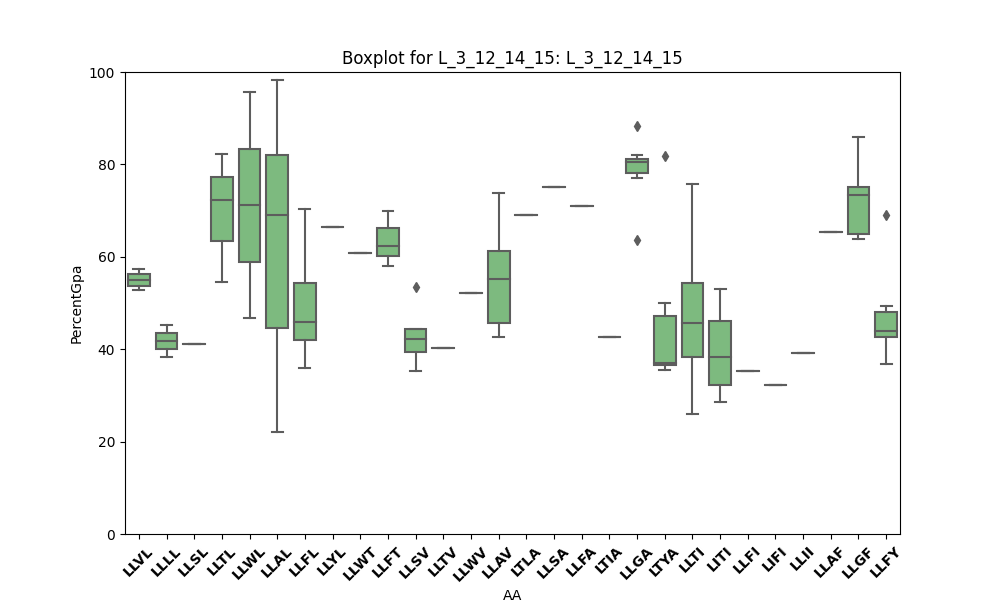 Boxplot for L_3_12_14_15: L_3_12_14_15
PercentGpa
100
80
60
40
20
0
LLVL
LLLL
LLSL
LLTL
LLWL
LLAL
LLFL
LLYL
LLWT
LLFT
LLSV
LLTV
LLWV
LLAV
LTLA
LLSA
LLFA
LTIA
LLGA
LTYA
LLTI
LITI
LLFI
LIFI
LLII
LLAF
LLGF
LLFY
AA